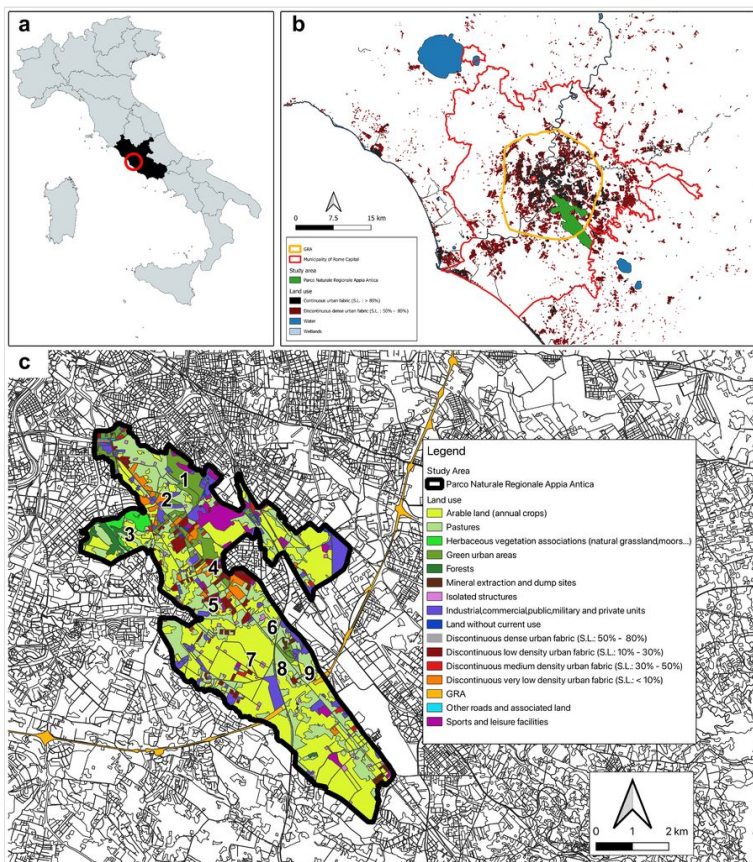 a
b
0 7.5 15 km
GRA
Municipality of Rome Capital
Study area
Parco Naturale Regionale Appia Antica
Land use
Continuous urban fabric (S.L. : > 80%)
Discontinuous dense urban fabric (S.L. : 50% - 80%)
Water
Wetlands
c
1
2
3
4
5
6
7
8
9
Legend
Study Area
Parco Naturale Regionale Appia Antica
Land use
Arable land (annual crops)
Pastures
Herbaceous vegetation associations (natural grassland,moors...)
Green urban areas
Forests
Mineral extraction and dump sites
Isolated structures
Industrial,commercial,public,military and private units
Land without current use
Discontinuous dense urban fabric (S.L.: 50% - 80%)
Discontinuous low density urban fabric (S.L.: 10% - 30%)
Discontinuous medium density urban fabric (S.L.: 30% - 50%)
Discontinuous very low density urban fabric (S.L.: < 10%)
GRA
Other roads and associated land
Sports and leisure facilities
0 1 2 km